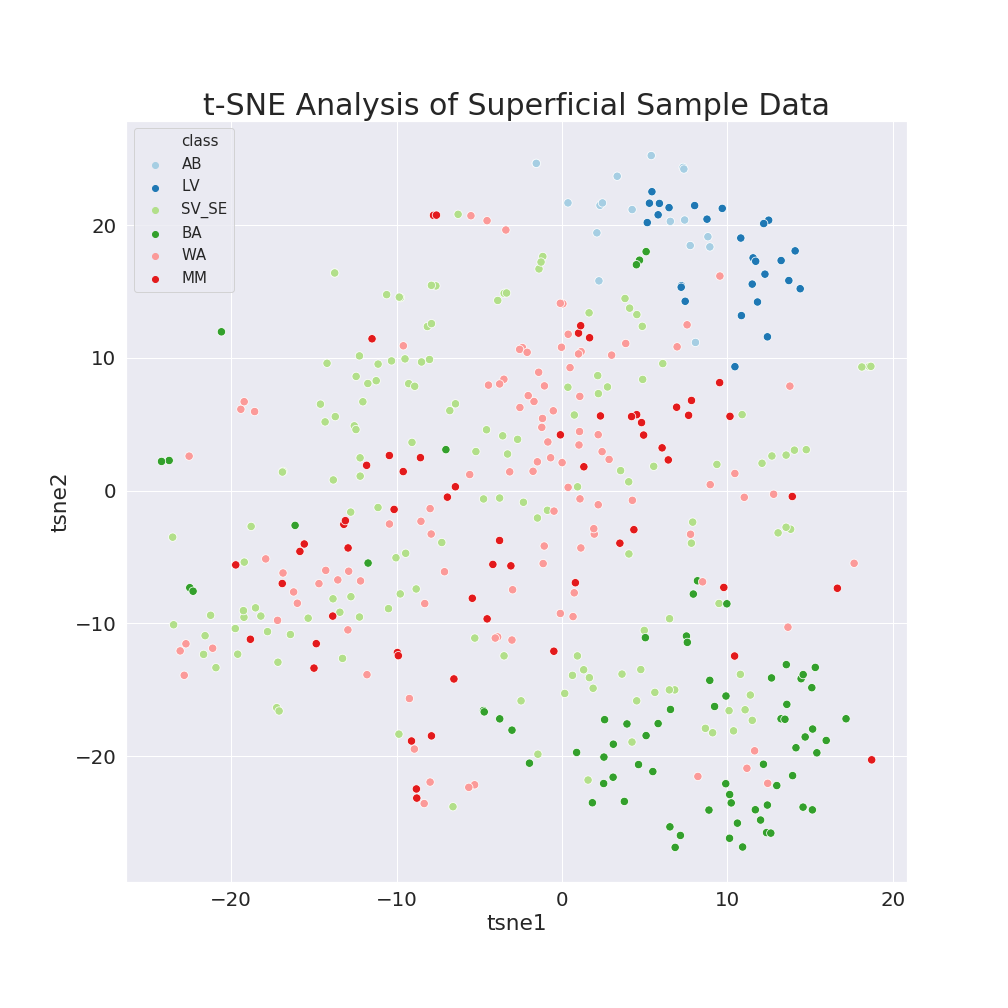 t-SNE Analysis of Superficial Sample Data
class
AB
LV
SV_SE
BA
WA
MM
20
10
0
−10
−20
tsne2
−20
−10
0
10
20
tsne1